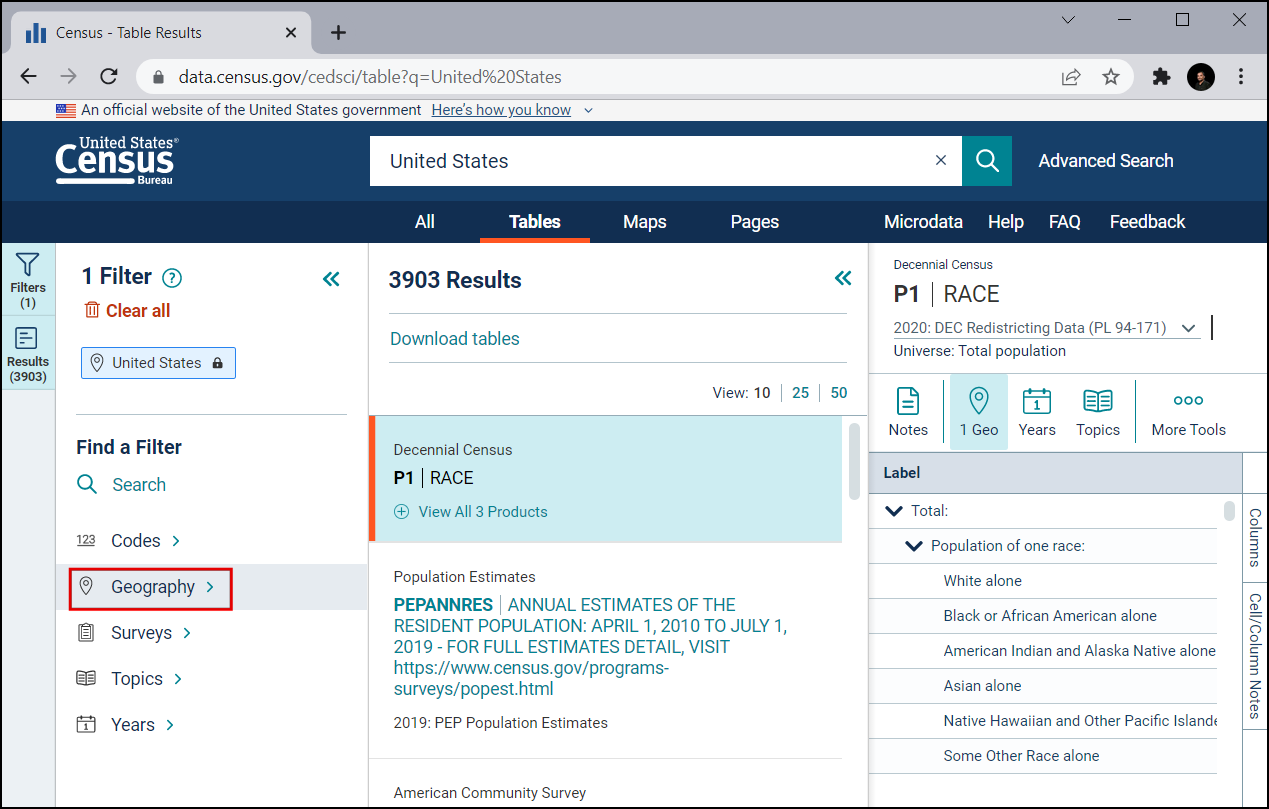 Census - Table Results
data.census.gov/cedsci/table?q=United%20States
An official website of the United States government Here's how you know
United States®
Census
Bureau
United States
Advanced Search
All Tables Maps Pages Microdata Help FAQ Feedback
Filters
(1)
Results
(3903)
1 Filter ?
Clear all
United States
Find a Filter
Search
123 Codes
Geography
Surveys
Topics
1 Years
3903 Results
Download tables
View: 10 25 50
Decennial Census
P1 | RACE
View All 3 Products
Population Estimates
PEPANNRES | ANNUAL ESTIMATES OF THE
RESIDENT POPULATION: APRIL 1, 2010 TO JULY 1,
2019 - FOR FULL ESTIMATES DETAIL, VISIT
https://www.census.gov/programs-
surveys/popest.html
2019: PEP Population Estimates
American Community Survey
Decennial Census
P1 | RACE
2020: DEC Redistricting Data (PL 94-171)
Universe: Total population
Notes
1 Geo
1
Years
Topics
More Tools
Label
Total:
Population of one race:
White alone
Black or African American alone
American Indian and Alaska Native alone
Asian alone
Native Hawaiian and Other Pacific Islande
Some Other Race alone
Columns
Cell/Column Notes